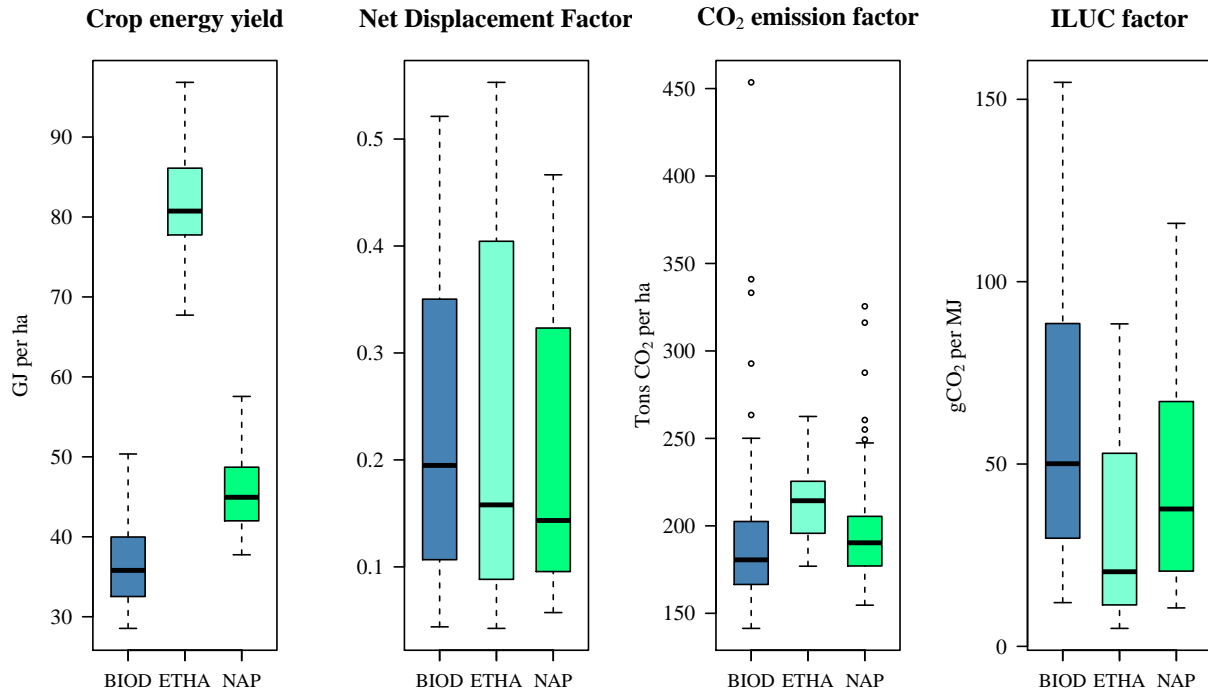 Crop energy yield
GJ per ha
90
80
70
60
50
40
30
BIOD ETHA NAP
Net Displacement Factor
0.5
0.4
0.3
0.2
0.1
BIOD ETHA NAP
CO₂ emission factor
Tons CO₂ per ha
450
400
350
300
250
200
150
BIOD ETHA NAP
ILUC factor
gCO₂ per MJ
150
100
50
0
BIOD ETHA NAP